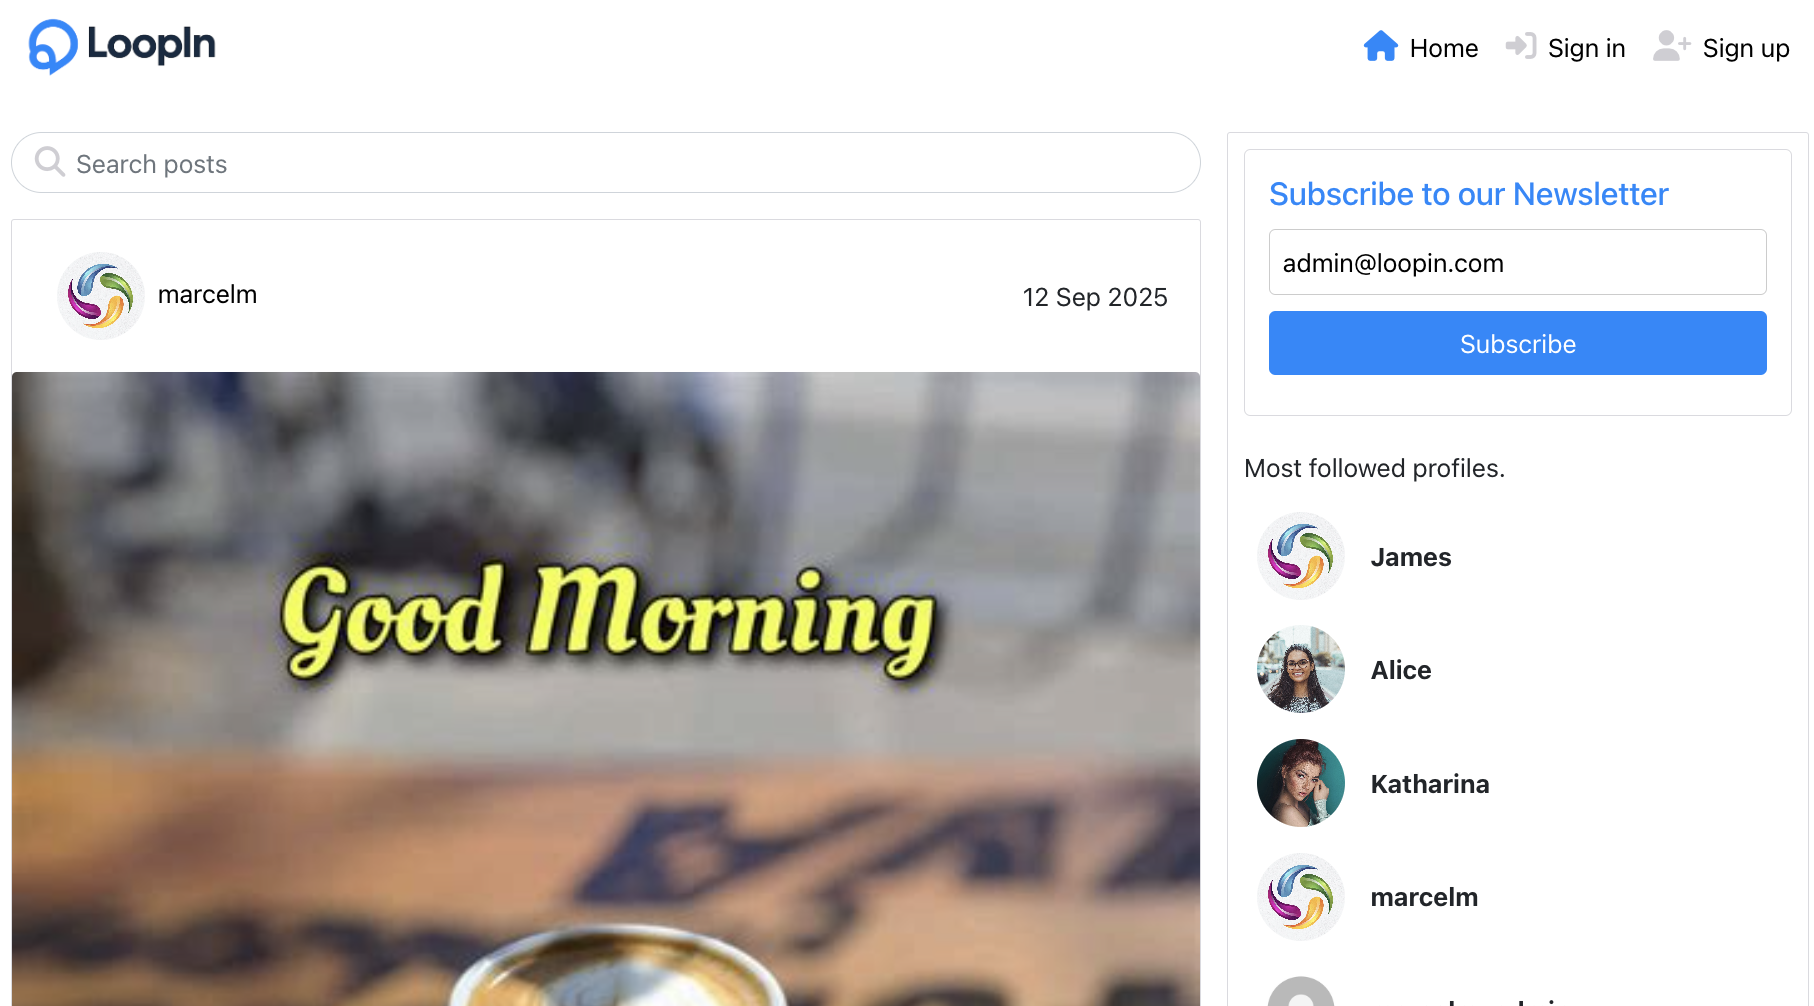 LoopIn
Home
Sign in
Sign up
Search posts
marcelm
12 Sep 2025
Good Morning
Subscribe to our Newsletter
admin@loopin.com
Subscribe
Most followed profiles.
James
Alice
Katharina
marcelm